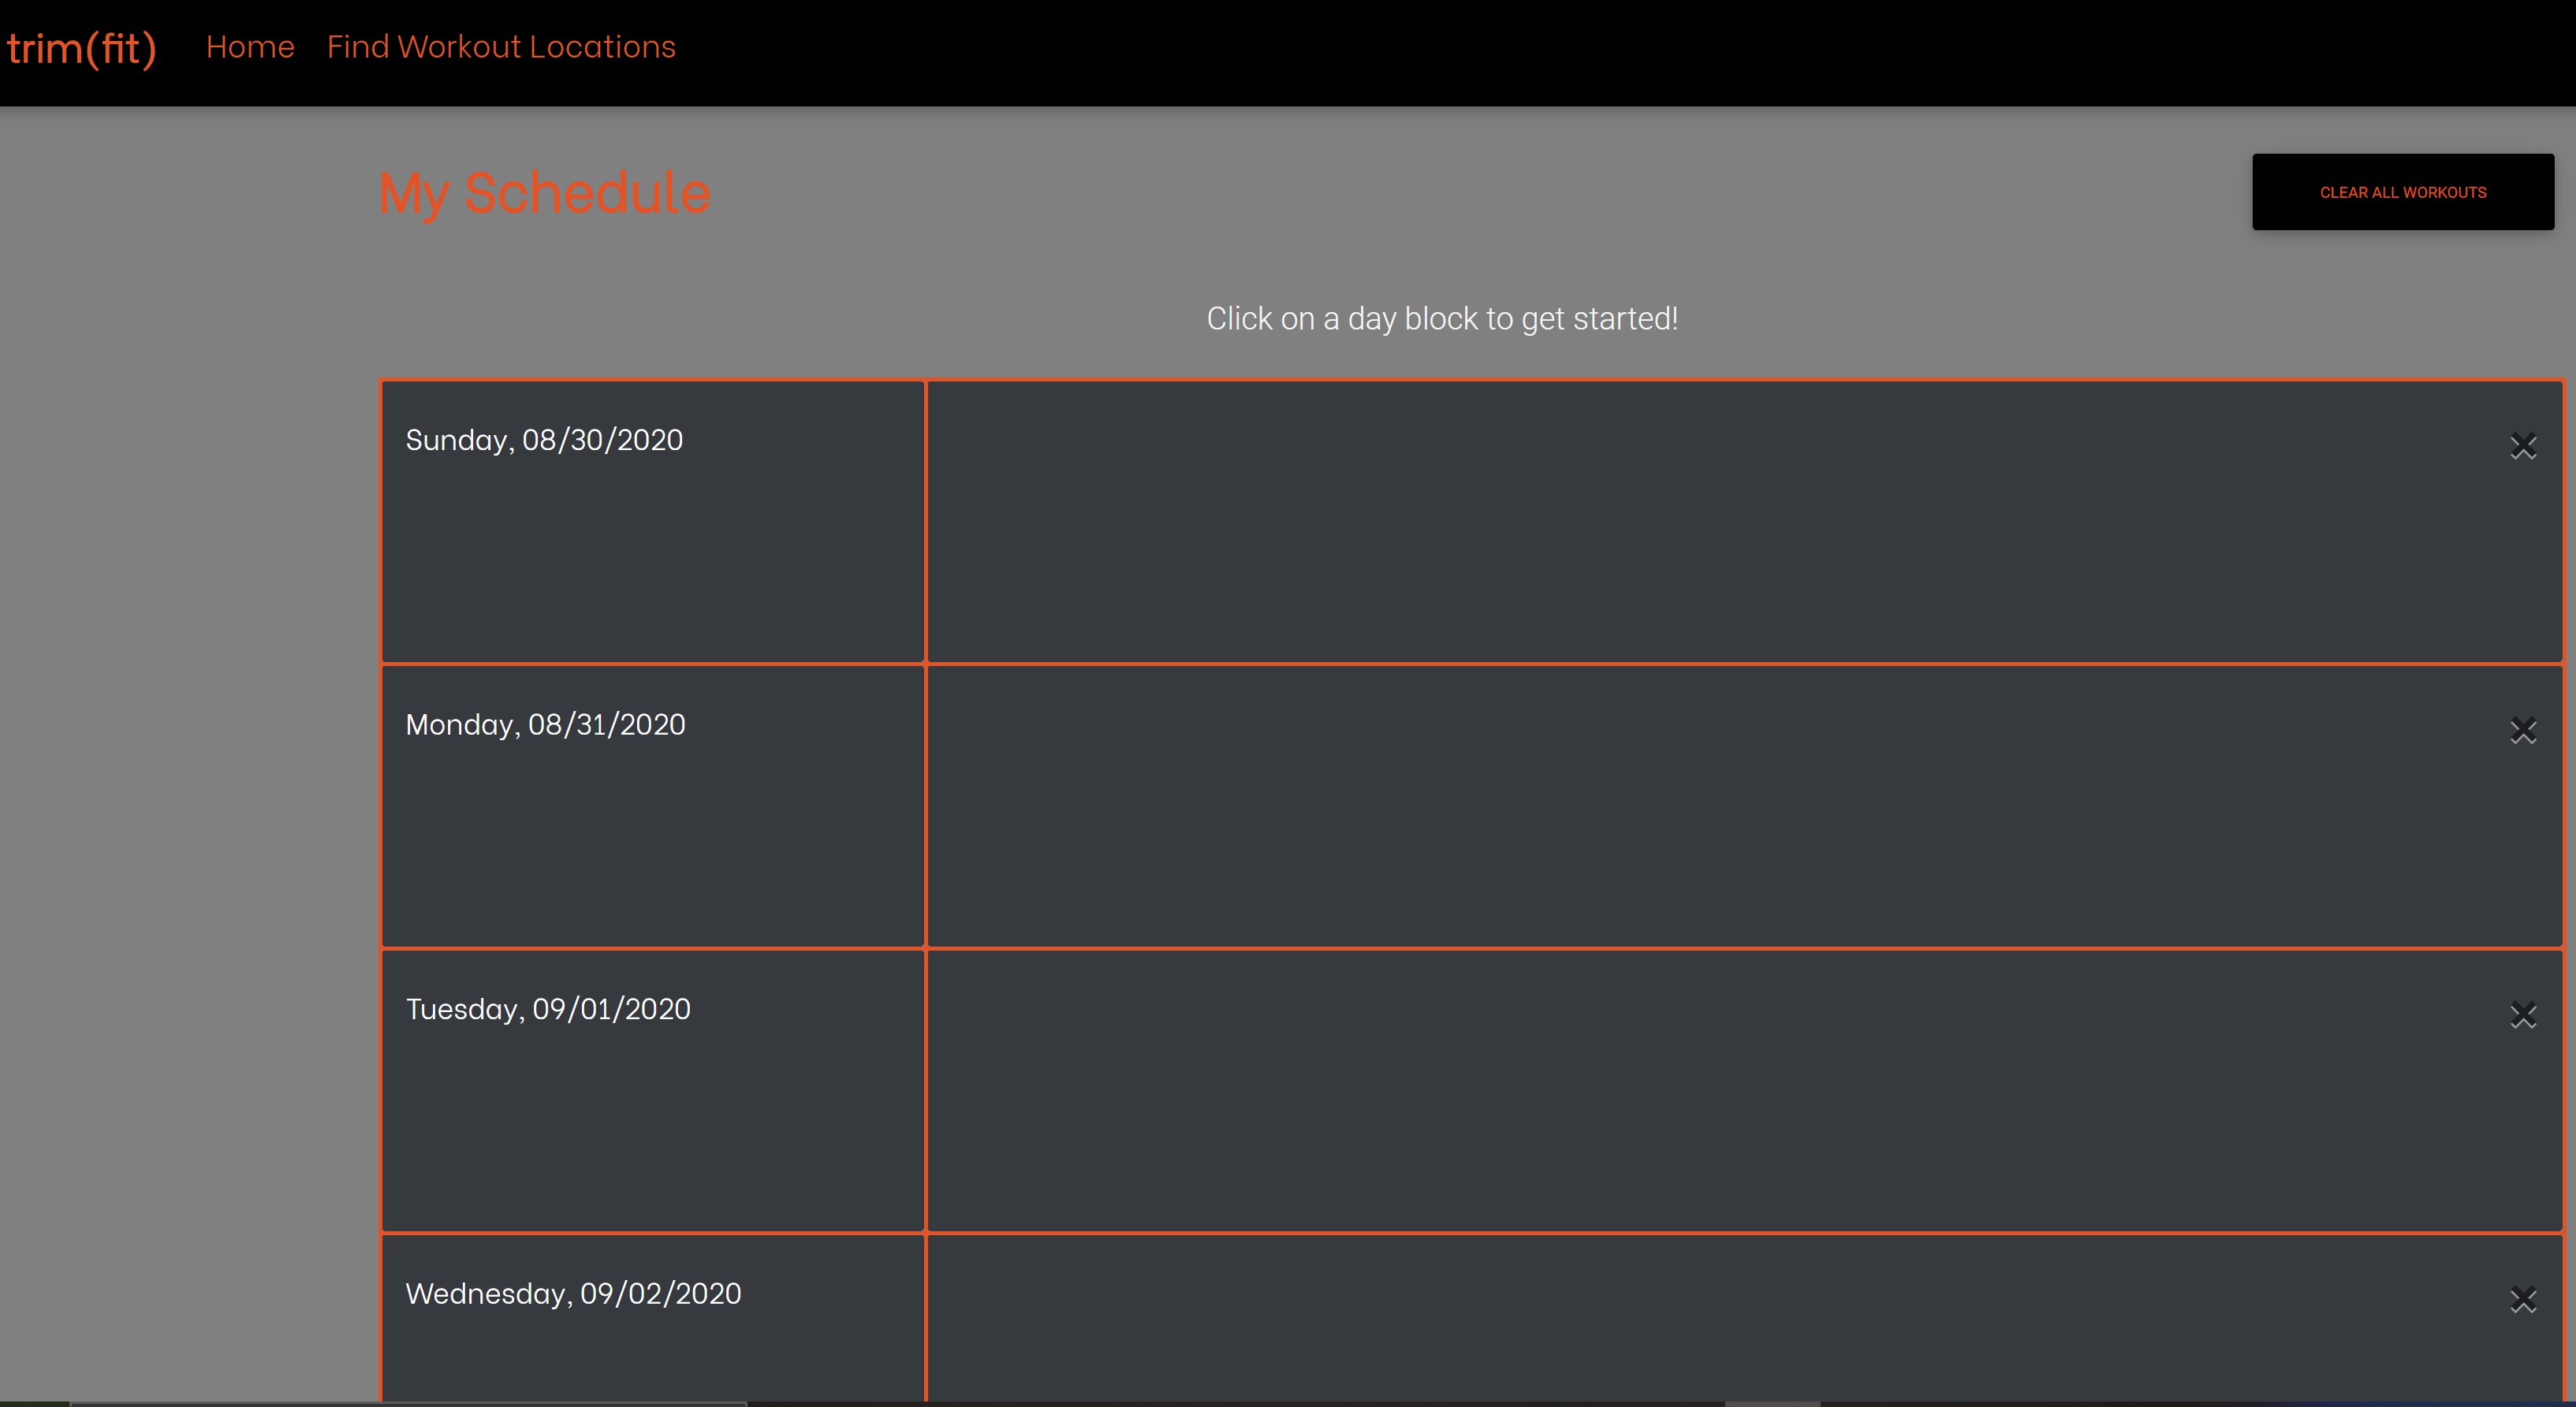 trim(fit) Home Find Workout Locations
My Schedule
CLEAR ALL WORKOUTS
Click on a day block to get started!
Sunday, 08/30/2020
Monday, 08/31/2020
Tuesday, 09/01/2020
Wednesday, 09/02/2020